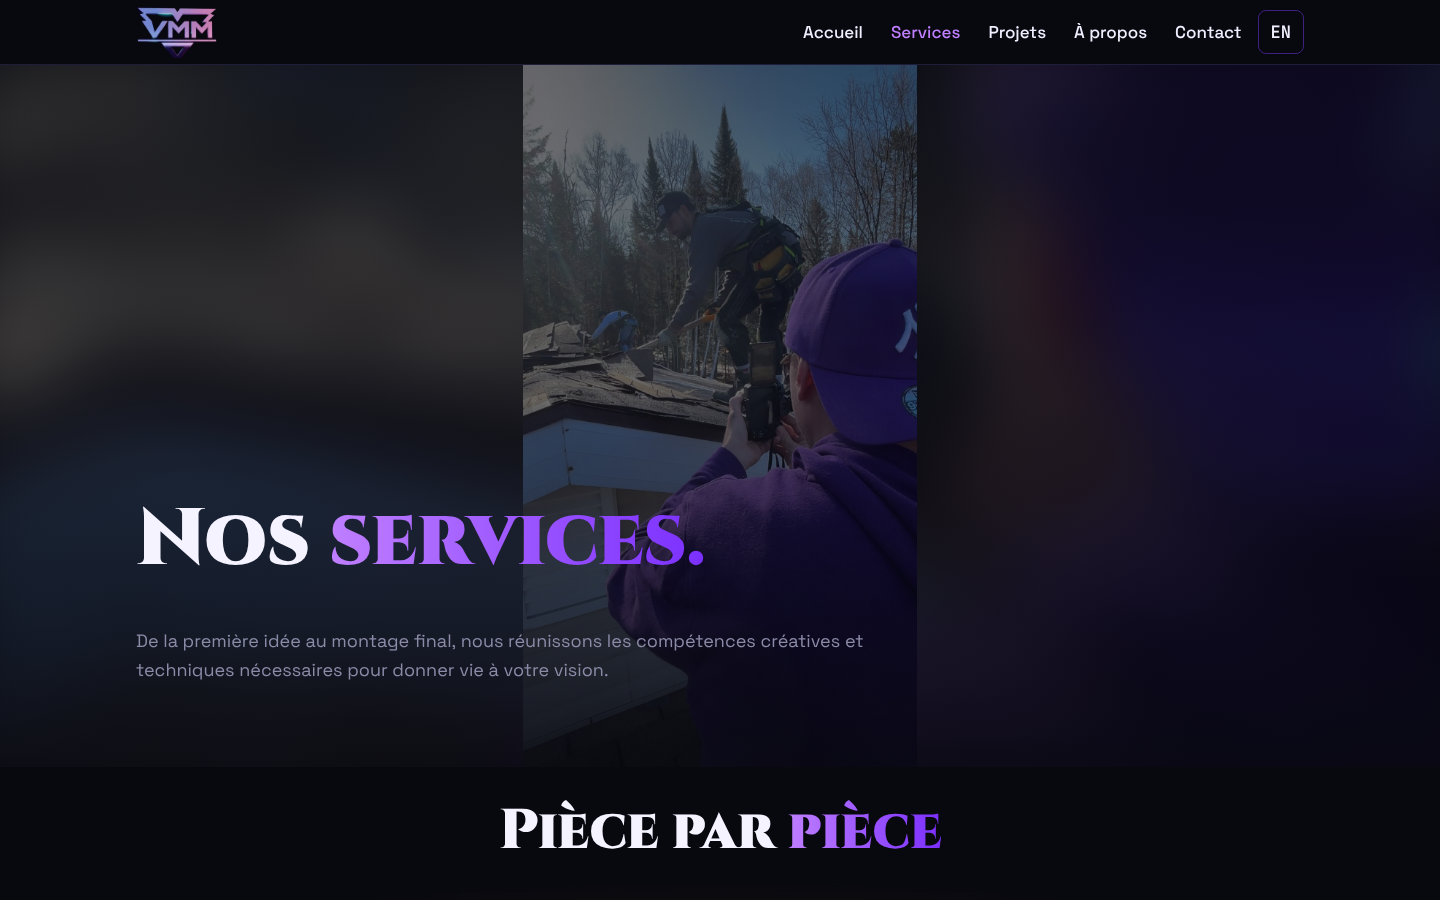 VMM
Accueil
Services
Projets
À propos
Contact
EN
Nos services.
De la première idée au montage final, nous réunissons les compétences créatives et
techniques nécessaires pour donner vie à votre vision.
Pièce par pièce